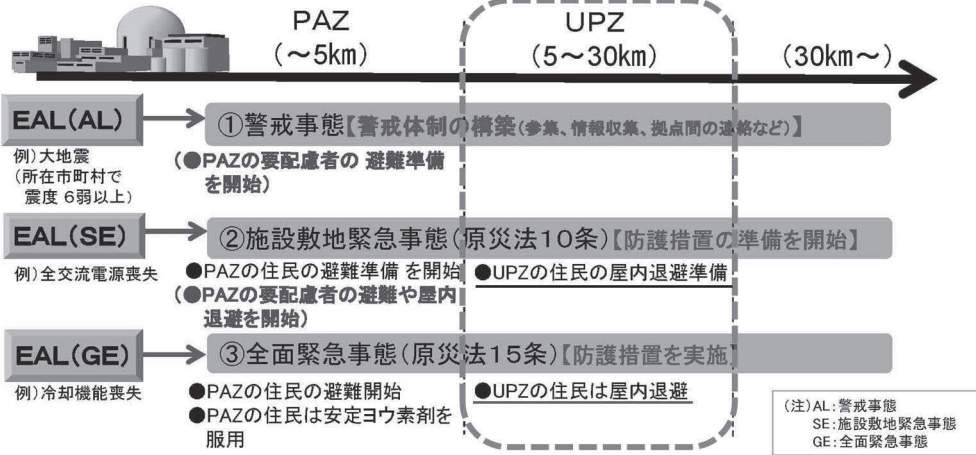 PAZ
(~5km)
UPZ
(5~30km)
(30km~)
EAL(AL)
①警戒事態【警戒体制の構築(参集、情報収集、拠点間の連絡など)】
例)大地震
(所在市町村で
震度 6弱以上)
(●PAZの要配慮者の 避難準備
を開始)
EAL(SE)
②施設敷地緊急事態(原災法10条)【防護措置の準備を開始】
例)全交流電源喪失
●PAZの住民の避難準備 を開始
(●PAZの要配慮者の避難や屋内
退避を開始)
●UPZの住民の屋内退避準備
EAL(GE)
③全面緊急事態(原災法15条)【防護措置を実施】
例)冷却機能喪失
●PAZの住民の避難開始
●PAZの住民は安定ヨウ素剤を
服用
●UPZの住民は屋内退避
(注)AL:警戒事態
SE:施設敷地緊急事態
GE:全面緊急事態